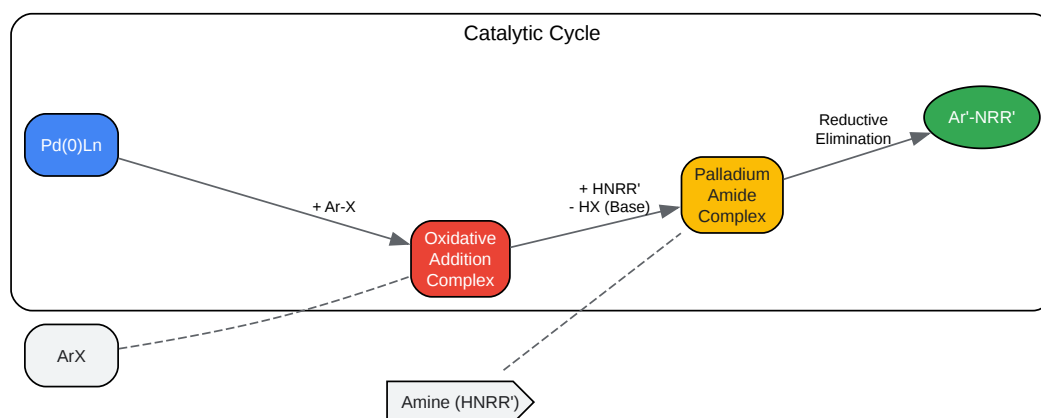 Catalytic Cycle
Pd(0)Ln
+ Ar-X
Oxidative
Addition
Complex
+ HNRR'
- HX (Base)
Palladium
Amide
Complex
Reductive
Elimination
Ar'-NRR'
ArX
Amine (HNRR')